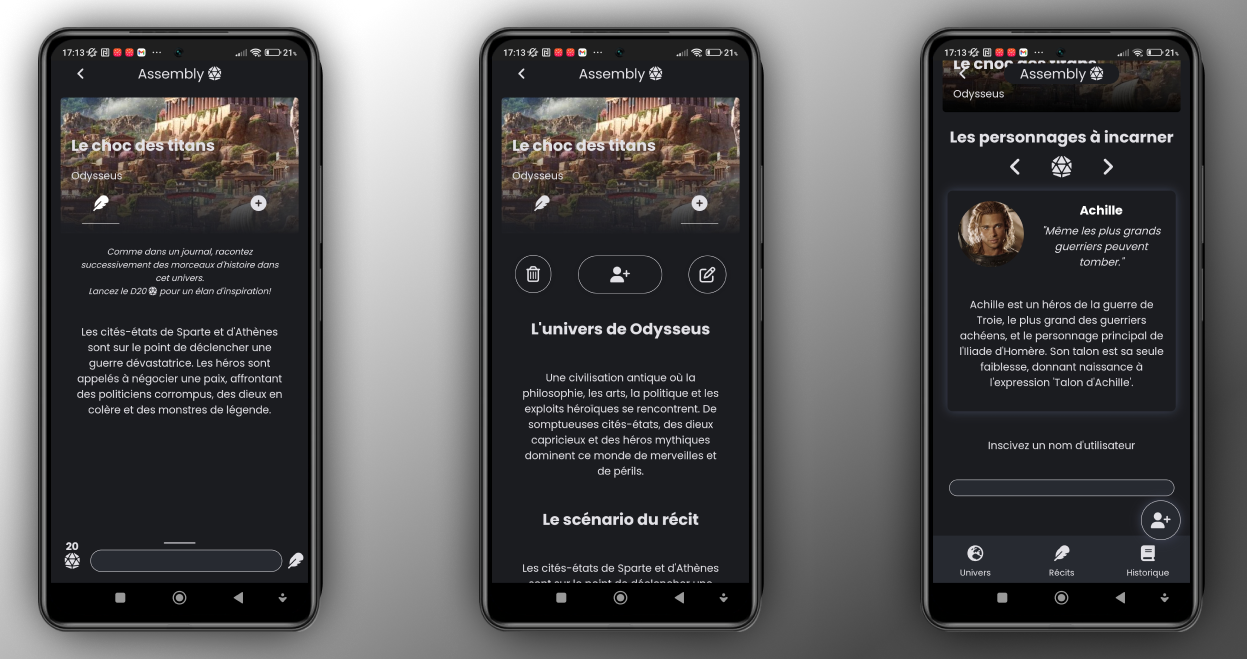 17:13
21%
Assembly
Le choc des titans
Odysseus
Comme dans un journal, racontez
successivement des morceaux d'histoire dans
cet univers.
Lancez le D20 pour un élan d'inspiration!
Les cités-états de Sparte et d'Athènes
sont sur le point de déclencher une
guerre dévastatrice. Les héros sont
appelés à négocier une paix, affrontant
des politiciens corrompus, des dieux en
colère et des monstres de légende.
20
17:13
21%
Assembly
Le choc des titans
Odysseus
L'univers de Odysseus
Une civilisation antique où la
philosophie, les arts, la politique et les
exploits héroïques se rencontrent. De
somptueuses cités-états, des dieux
capricieux et des héros mythiques
dominent ce monde de merveilles et
de périls.
Le scénario du récit
Les cités-états de Sparte et d'Athènes
sont sur le point de déclencher une
17:13
21%
Le choc des titans
Assembly
Odysseus
Les personnages à incarner
Achille
"Même les plus grands
guerriers peuvent
tomber."
Achille est un héros de la guerre de
Troie, le plus grand des guerriers
achéens, et le personnage principal de
l'Iliade d'Homère. Son talon est sa seule
faiblesse, donnant naissance à
l'expression 'Talon d'Achille'.
Inscivez un nom d'utilisateur
Univers
Récits
Historique